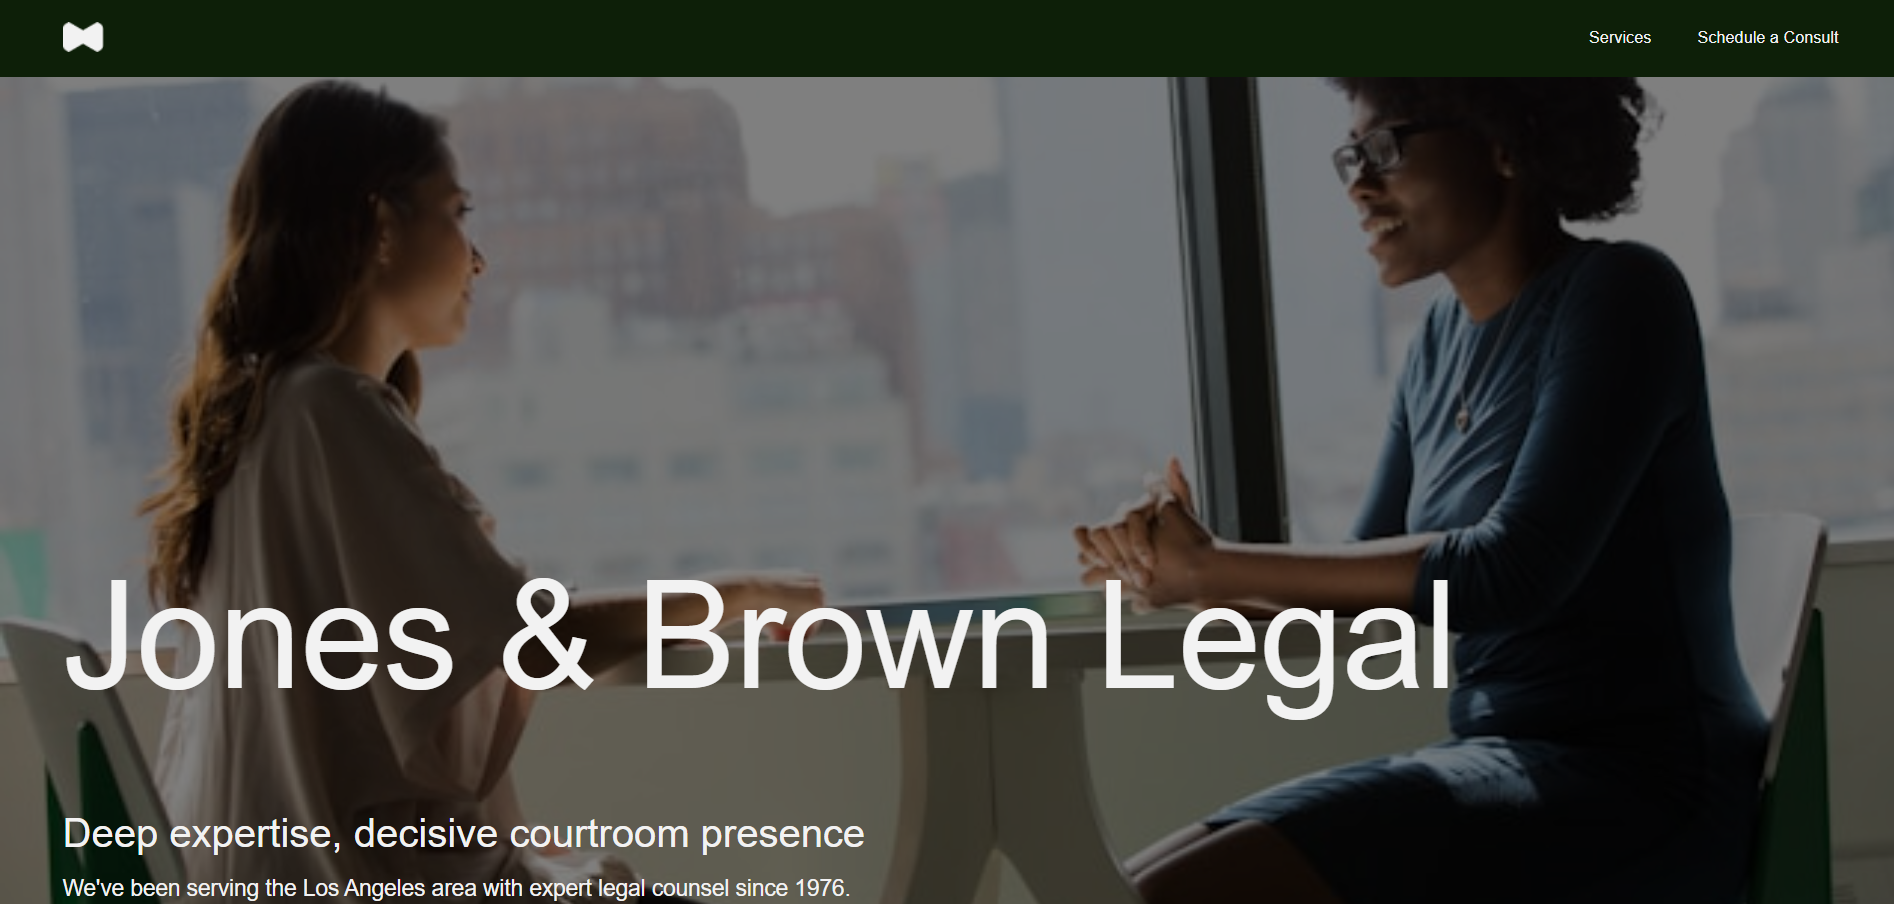 Services
Schedule a Consult
Jones & Brown Legal
Deep expertise, decisive courtroom presence
We've been serving the Los Angeles area with expert legal counsel since 1976.